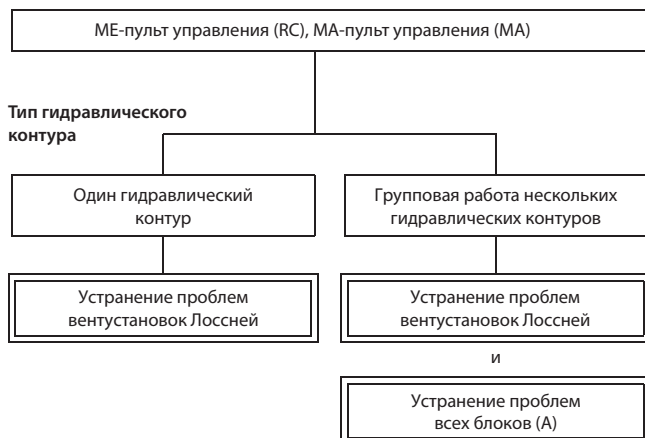 МЕ-пульт управления (RC), МА-пульт управления (МА)
Тип гидравлического
контура
Один гидравлический
контур
Групповая работа нескольких
гидравлических контуров
Устранение проблем
вентустановок Лоссней
Устранение проблем
вентустановок Лоссней
и
Устранение проблем
всех блоков (А)